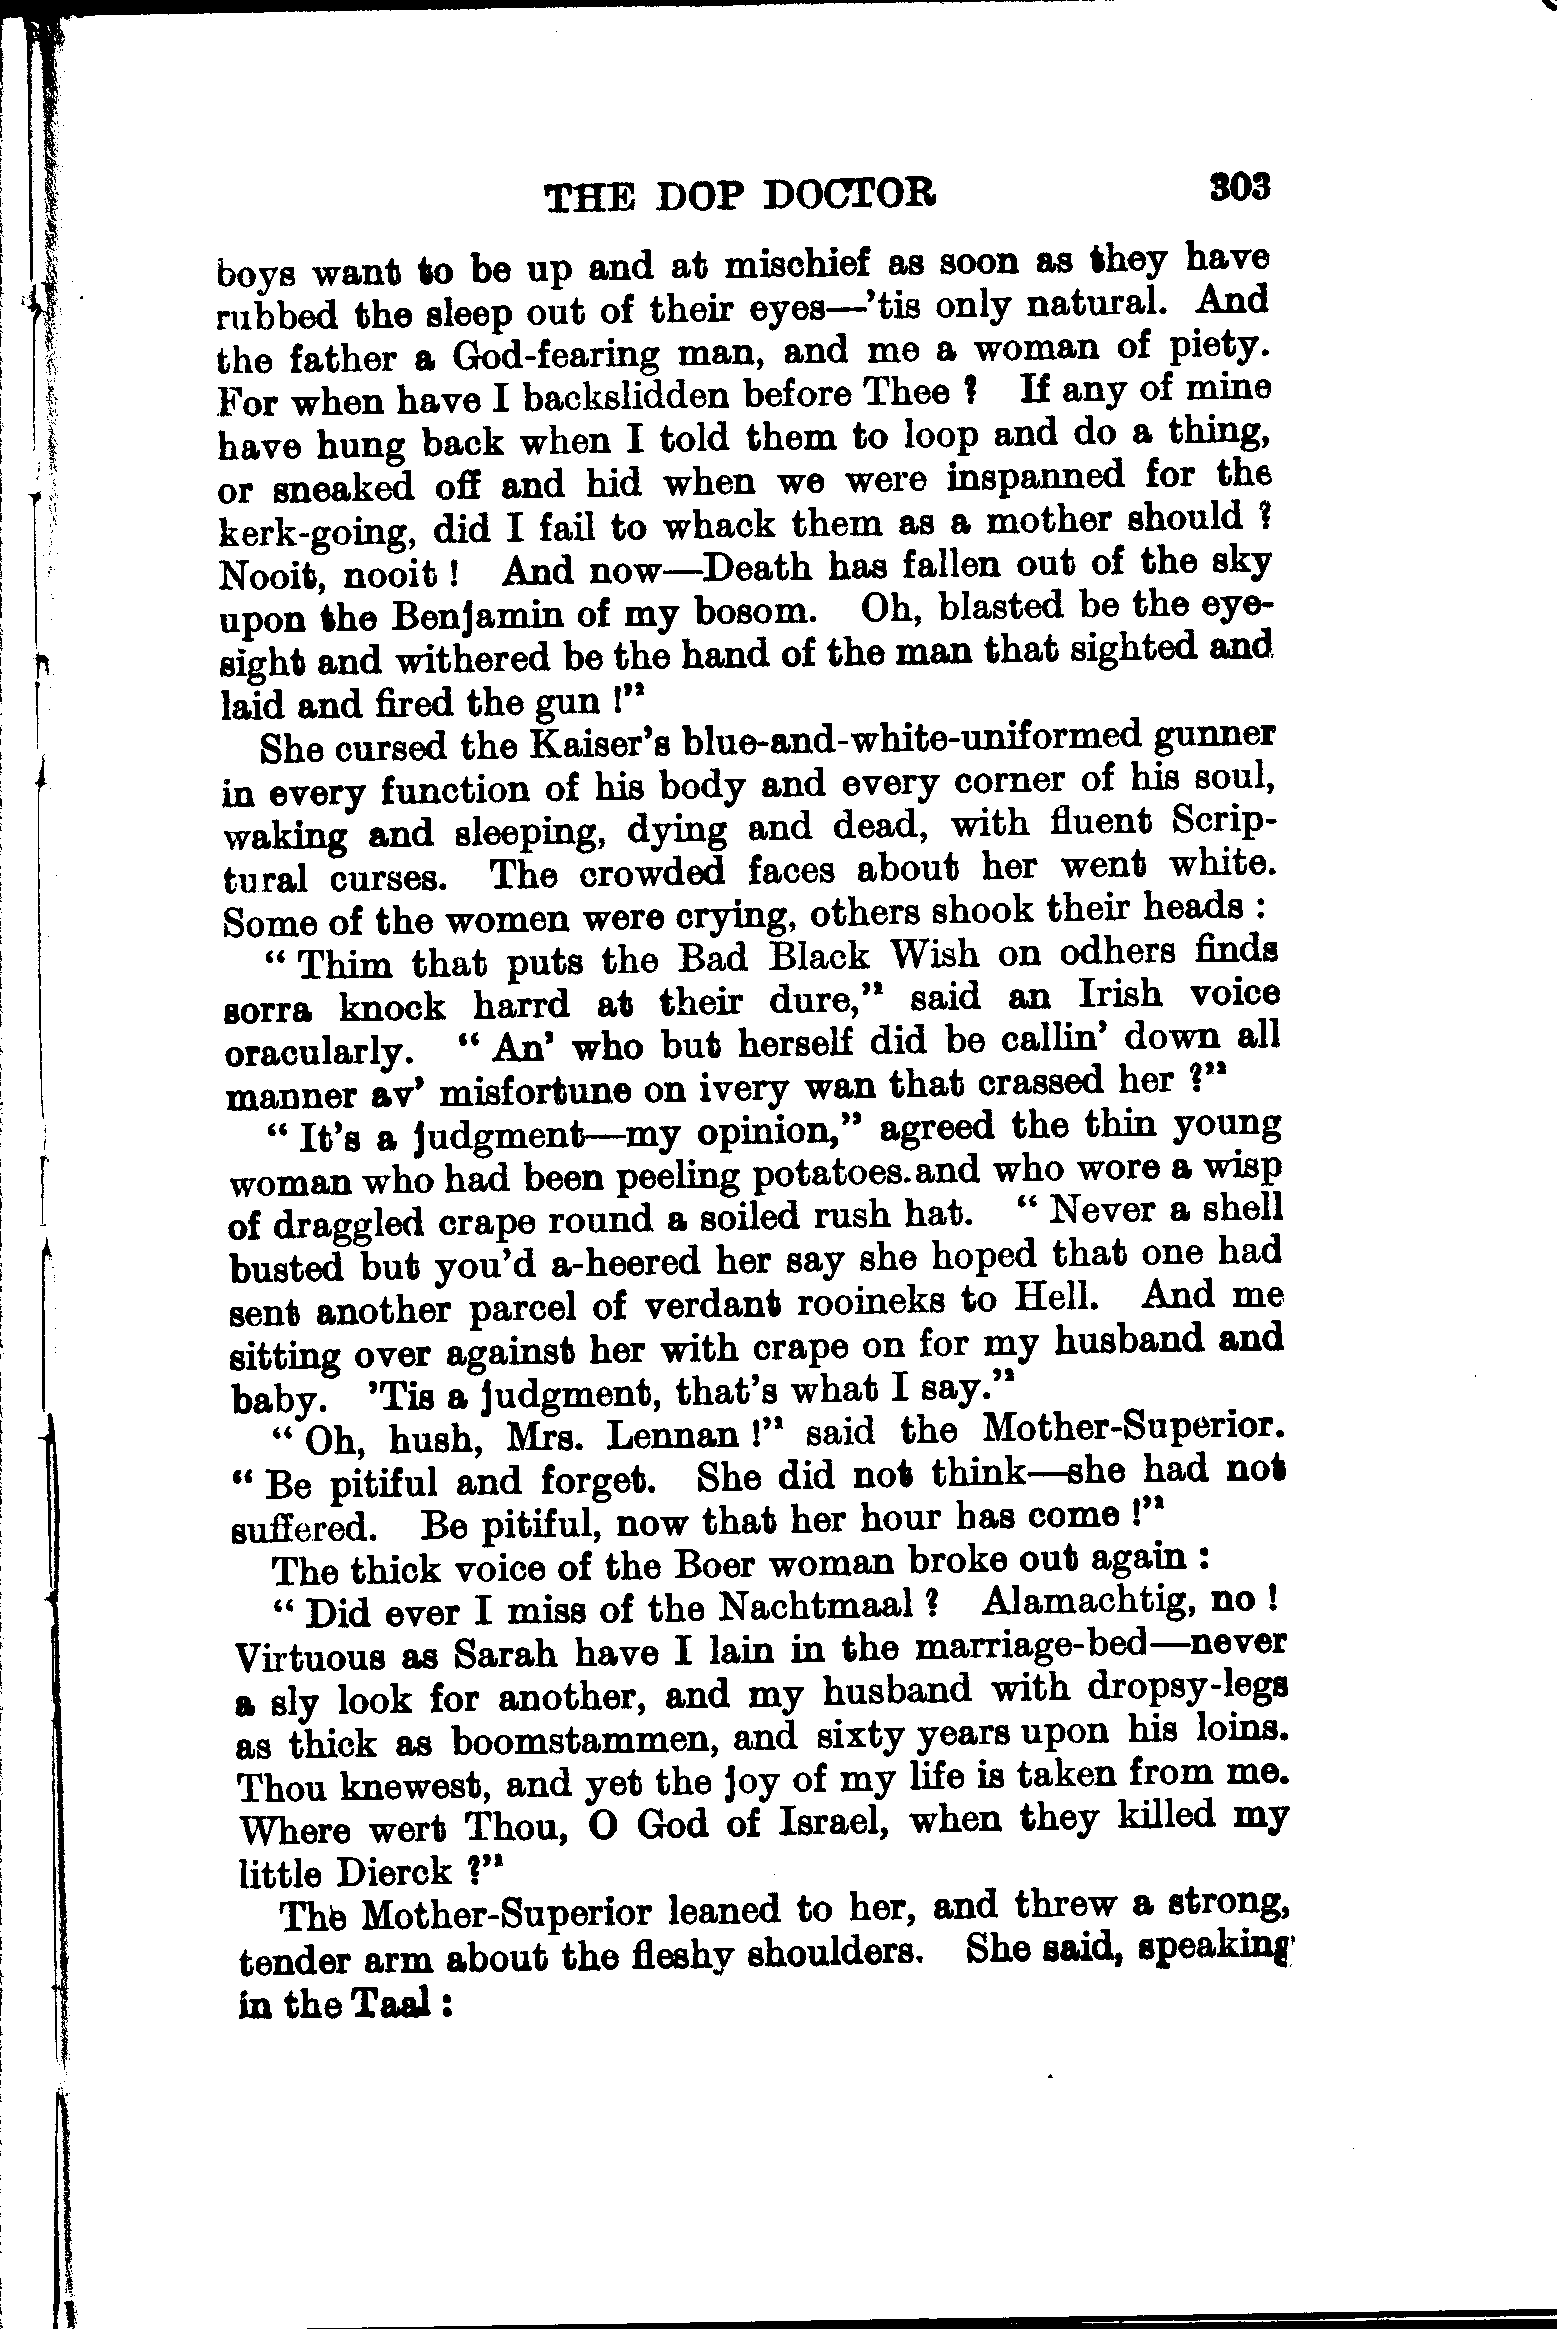 THE DOP DOCTOR 303
boys want to be up and at mischief as soon as they have
rubbed the sleep out of their eyes—'tis only natural. And
the father a God-fearing man, and me a woman of piety.
For when have I backslidden before Thee ? If any of mine
have hung back when I told them to loop and do a thing,
or sneaked off and hid when we were inspanned for the
kerk-going, did I fail to whack them as a mother should ?
Nooit, nooit ! And now—Death has fallen out of the sky
upon the Benjamin of my bosom. Oh, blasted be the eye-
sight and withered be the hand of the man that sighted and
laid and fired the gun !"
She cursed the Kaiser's blue-and-white-uniformed gunner
in every function of his body and every corner of his soul,
waking and sleeping, dying and dead, with fluent Scrip-
tural curses. The crowded faces about her went white.
Some of the women were crying, others shook their heads :
" Thim that puts the Bad Black Wish on odhers finds
sorra knock harrd at their dure," said an Irish voice
oracularly. " An' who but herself did be callin' down all
manner av' misfortune on ivery wan that crassed her ?"
" It's a judgment—my opinion," agreed the thin young
woman who had been peeling potatoes.and who wore a wisp
of draggled crape round a soiled rush hat. " Never a shell
busted but you'd a-heered her say she hoped that one had
sent another parcel of verdant rooineks to Hell. And me
sitting over against her with crape on for my husband and
baby. 'Tis a judgment, that's what I say."
" Oh, hush, Mrs. Lennan !" said the Mother-Superior.
" Be pitiful and forget. She did not think—she had not
suffered. Be pitiful, now that her hour has come !"
The thick voice of the Boer woman broke out again :
" Did ever I miss of the Nachtmaal ? Alamachtig, no !
Virtuous as Sarah have I lain in the marriage-bed—never
a sly look for another, and my husband with dropsy-legs
as thick as boomstammen, and sixty years upon his loins.
Thou knewest, and yet the joy of my life is taken from me.
Where wert Thou, O God of Israel, when they killed my
little Dierck ?"
The Mother-Superior leaned to her, and threw a strong,
tender arm about the fleshy shoulders. She said, speaking
in the Taal :